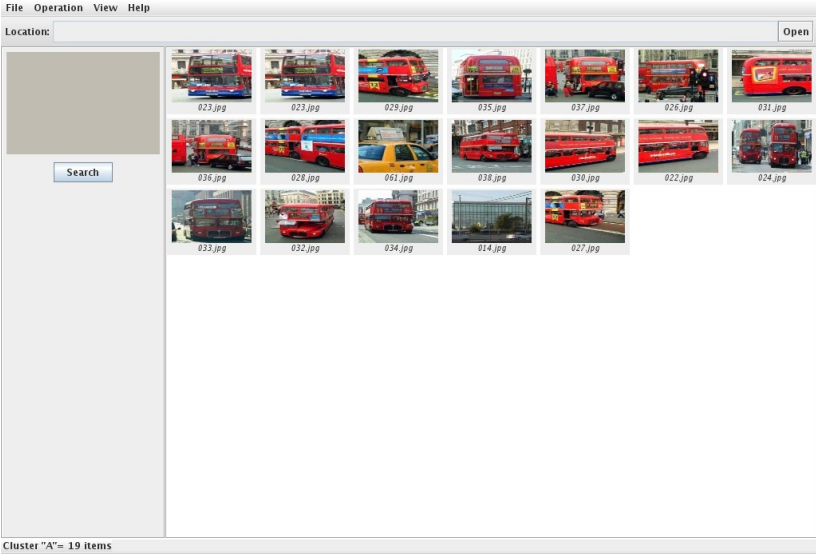 File Operation View Help
Location: Open
023.jpg 023.jpg 029.jpg 035.jpg 037.jpg 026.jpg 031.jpg
Search
036.jpg 028.jpg 061.jpg 038.jpg 030.jpg 022.jpg 024.jpg
033.jpg 032.jpg 034.jpg 014.jpg 027.jpg
Cluster "A"= 19 items